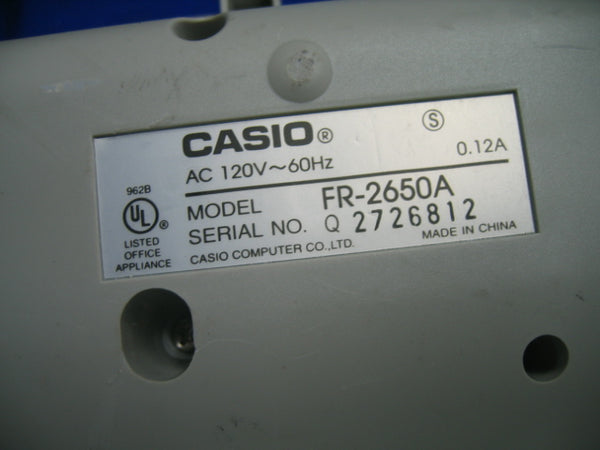 CASIO®
Ⓢ
AC 120V~60Hz 0.12A
962B
UL
®
LISTED
OFFICE
APPLIANCE
MODEL FR-2650A
SERIAL NO. Q 2726812
CASIO COMPUTER CO.,LTD. MADE IN CHINA